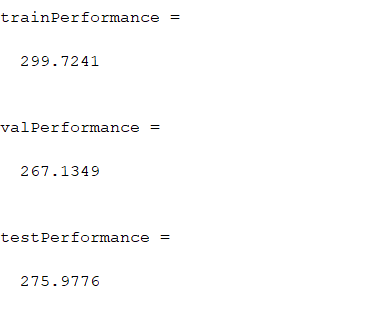 trainPerformance =
299.7241
valPerformance =
267.1349
testPerformance =
275.9776